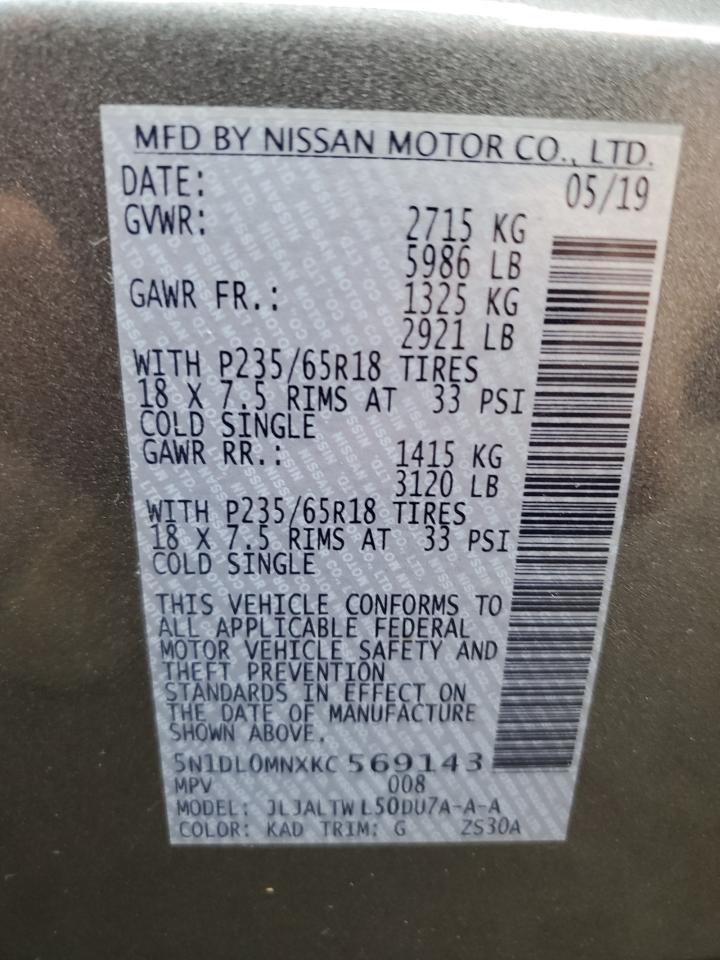 MFD BY NISSAN MOTOR CO., LTD.
DATE: 05/19
GVWR: 2715 KG
5986 LB
GAWR FR.: 1325 KG
2921 LB
WITH P235/65R18 TIRES
18 X 7.5 RIMS AT 33 PSI
COLD SINGLE
GAWR RR.: 1415 KG
3120 LB
WITH P235/65R18 TIRES
18 X 7.5 RIMS AT 33 PSI
COLD SINGLE
THIS VEHICLE CONFORMS TO
ALL APPLICABLE FEDERAL
MOTOR VEHICLE SAFETY AND
THEFT PREVENTION
STANDARDS IN EFFECT ON
THE DATE OF MANUFACTURE
SHOWN ABOVE.
5N1DL0MNXKC 569143
MPV 008
MODEL: JLJALTW L50DU7A-A-A
COLOR: KAD TRIM: G ZS30A